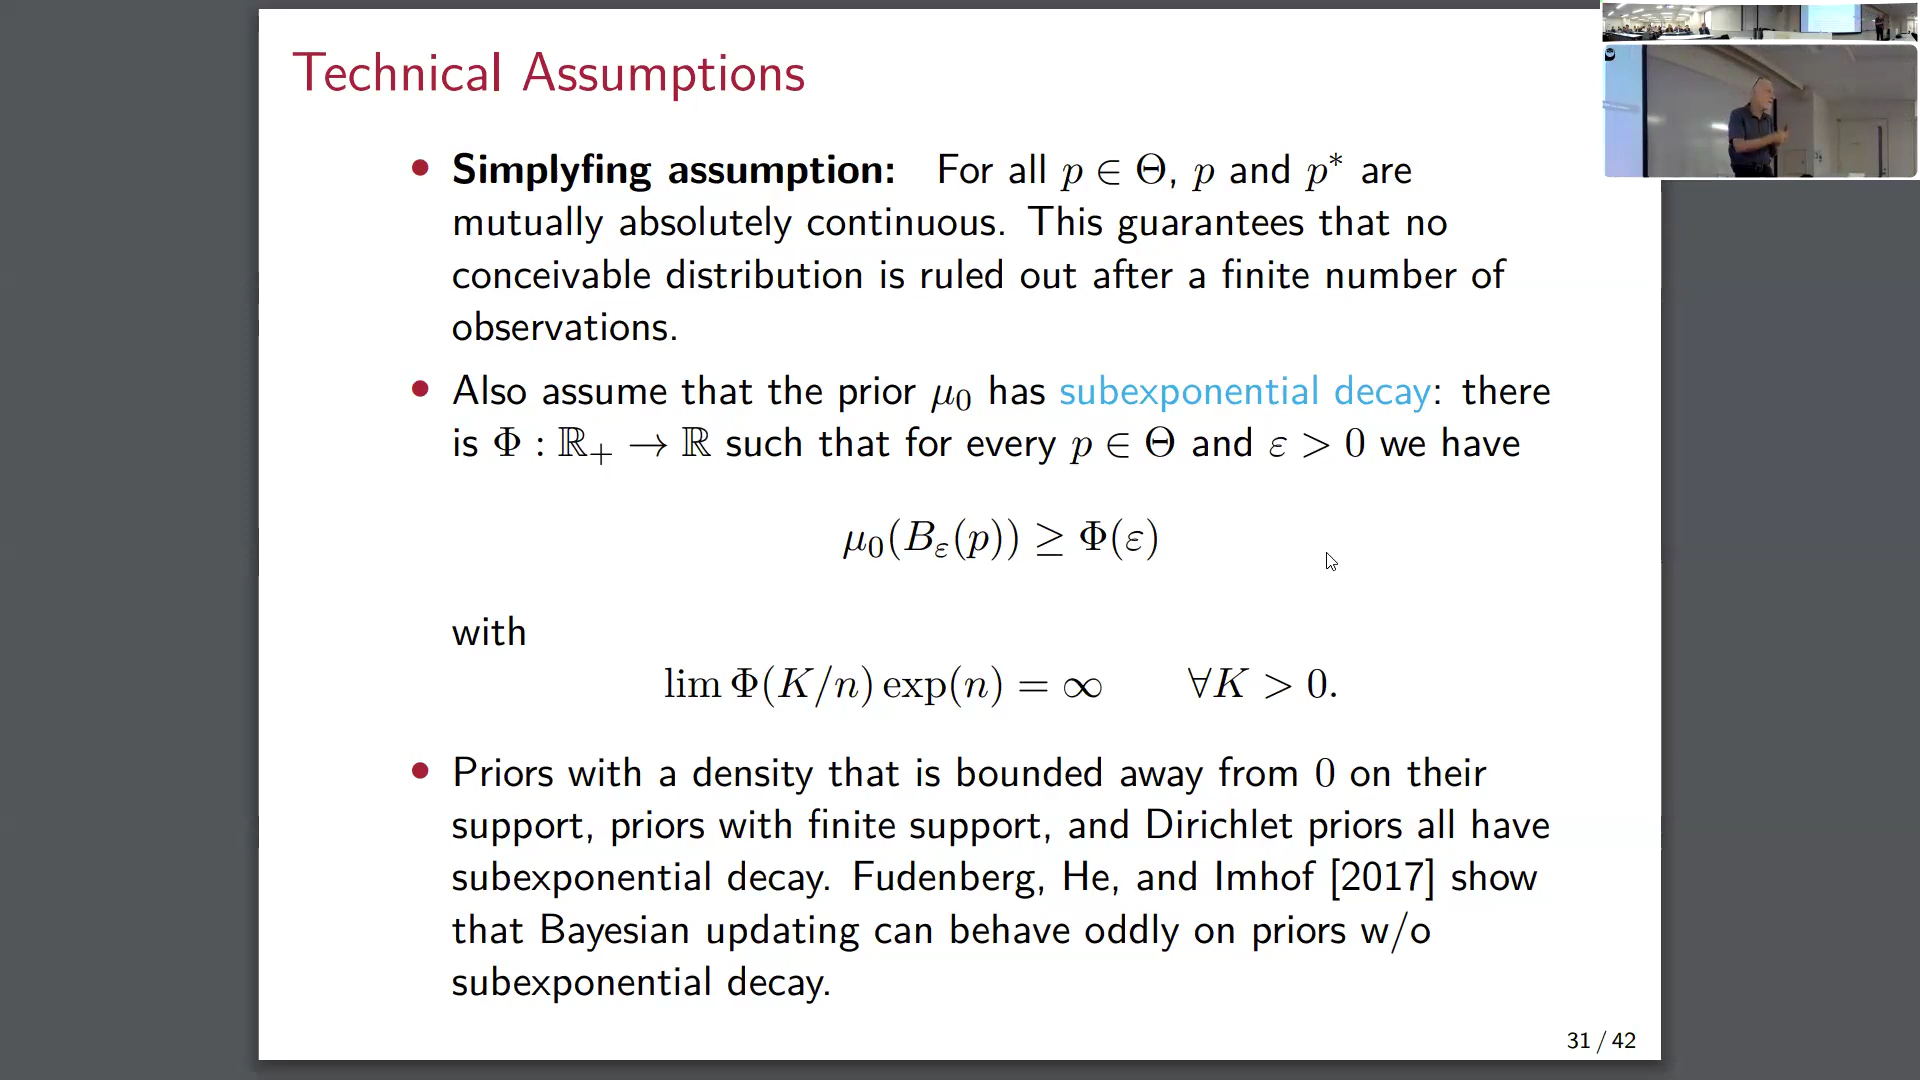 Technical Assumptions
• Simplyfing assumption: For all p ∈ Θ, p and p* are
mutually absolutely continuous. This guarantees that no
conceivable distribution is ruled out after a finite number of
observations.
• Also assume that the prior μ₀ has subexponential decay: there
is Φ : ℝ₊ → ℝ such that for every p ∈ Θ and ε > 0 we have
μ₀(B_ε(p)) ≥ Φ(ε)
with
lim Φ(K/n) exp(n) = ∞ ∀K > 0.
• Priors with a density that is bounded away from 0 on their
support, priors with finite support, and Dirichlet priors all have
subexponential decay. Fudenberg, He, and Imhof [2017] show
that Bayesian updating can behave oddly on priors w/o
subexponential decay.
31 / 42